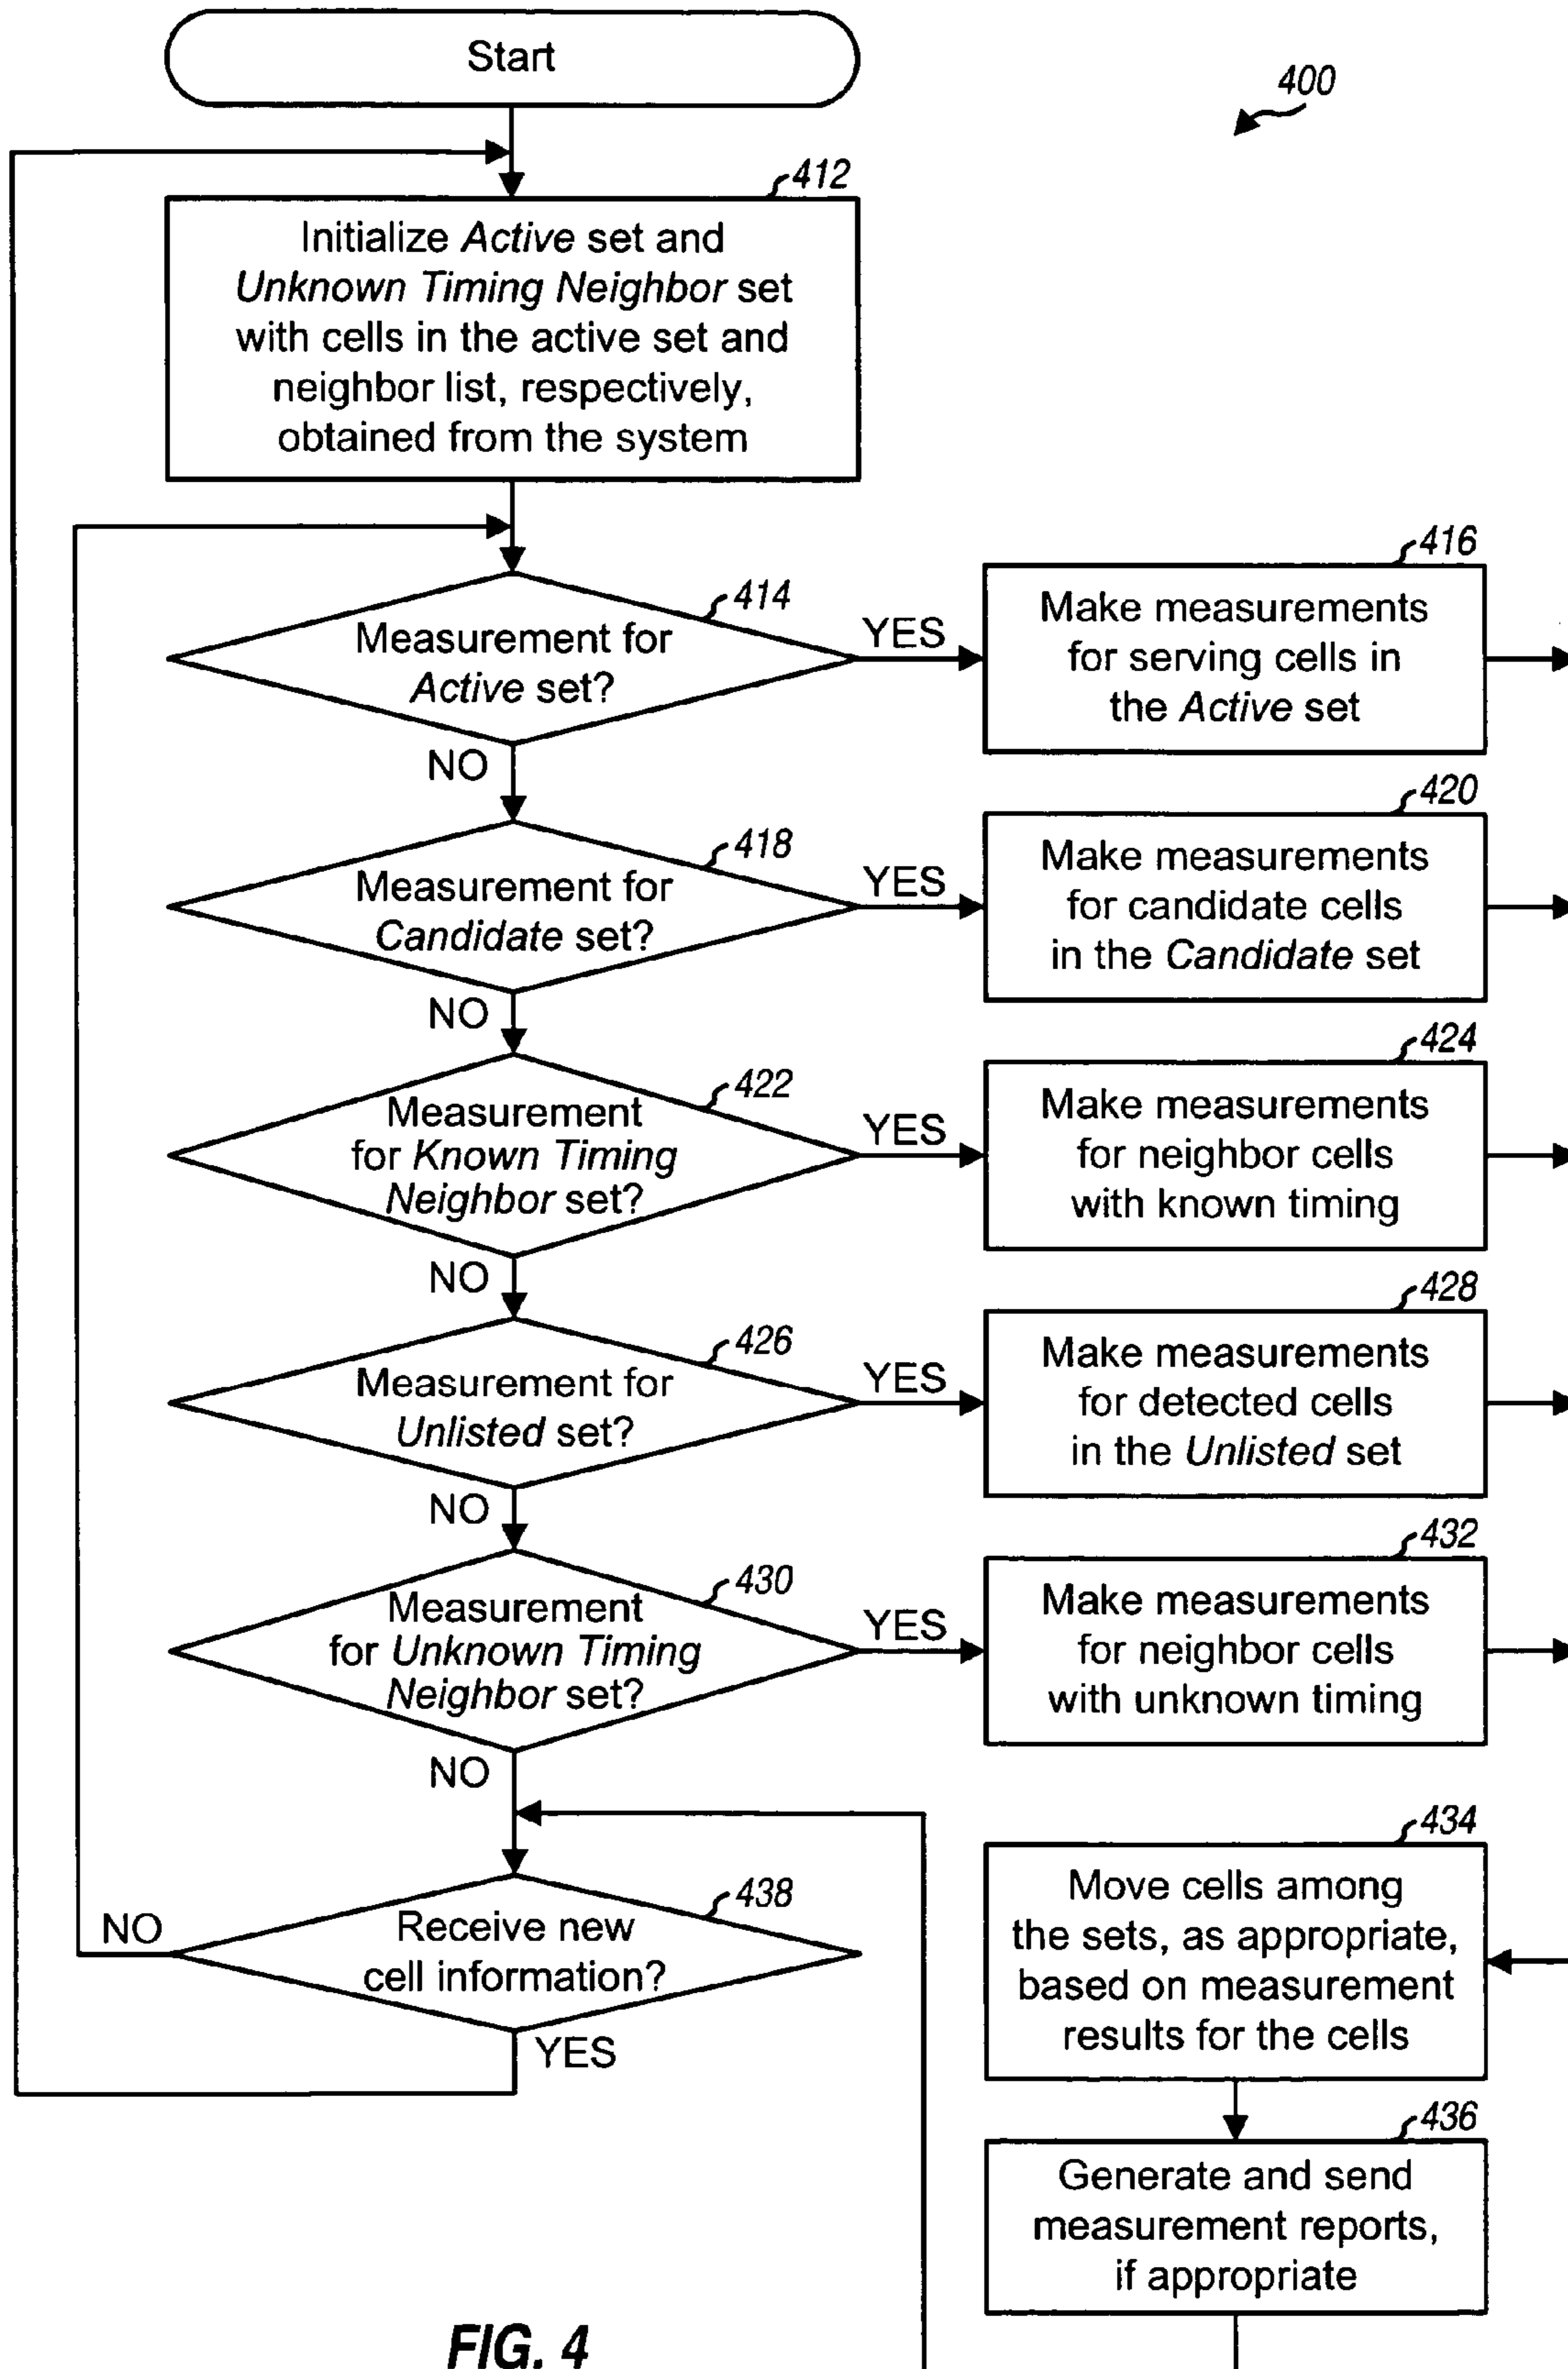 Start
400
412
Initialize Active set and
Unknown Timing Neighbor set
with cells in the active set and
neighbor list, respectively,
obtained from the system
414
Measurement for
Active set?
YES
NO
416
Make measurements
for serving cells in
the Active set
418
Measurement for
Candidate set?
YES
NO
420
Make measurements
for candidate cells
in the Candidate set
422
Measurement
for Known Timing
Neighbor set?
YES
NO
424
Make measurements
for neighbor cells
with known timing
426
Measurement for
Unlisted set?
YES
NO
428
Make measurements
for detected cells
in the Unlisted set
430
Measurement
for Unknown Timing
Neighbor set?
YES
NO
432
Make measurements
for neighbor cells
with unknown timing
434
Move cells among
the sets, as appropriate,
based on measurement
results for the cells
438
Receive new
cell information?
NO
YES
436
Generate and send
measurement reports,
if appropriate
FIG. 4